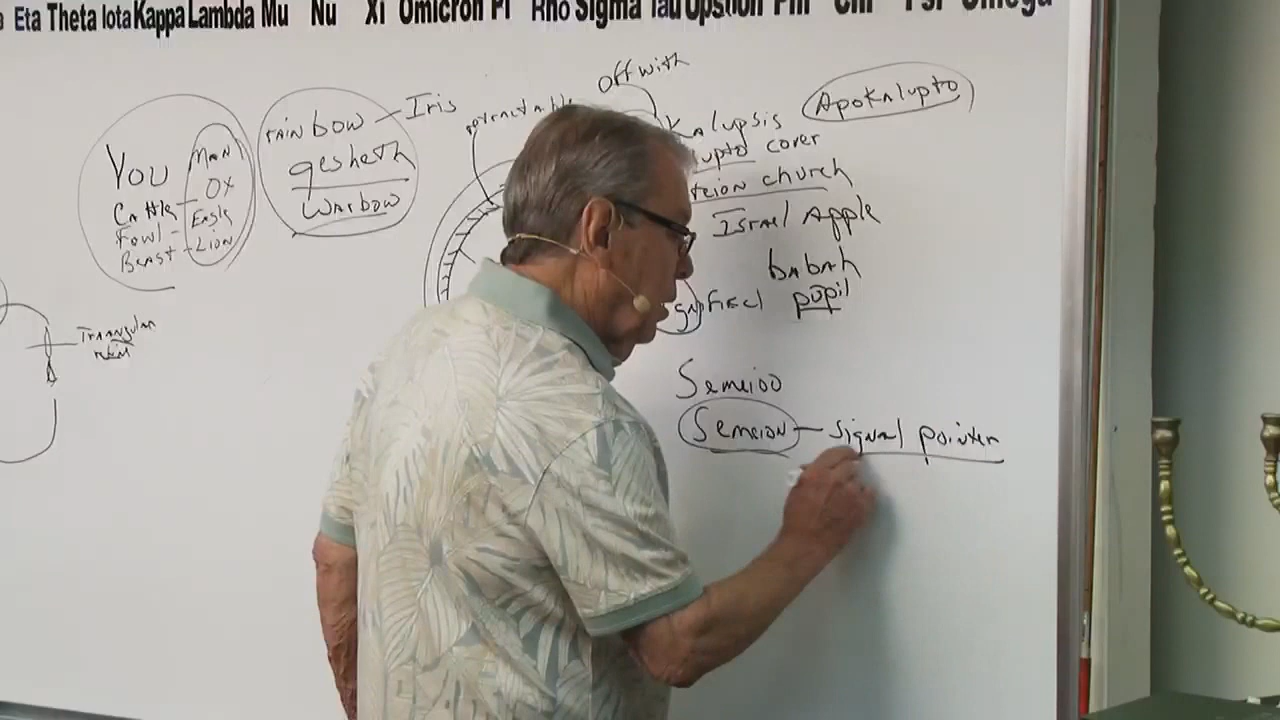 Eta Theta Iota Kappa Lambda Mu Nu Xi Omicron Pi Rho Sigma Tau Upsilon Phi Chi Psi Omega
Off with
Apokalupto
rainbow - Iris
Kalupsis
qesheth
cover
You
Man
Ox
Cattle
Eagle
Fowl -
Lion
Beast -
Warbow
church
Israel Apple
babah
pupil
Triangular
Semeioo
Semeion - signal pointer